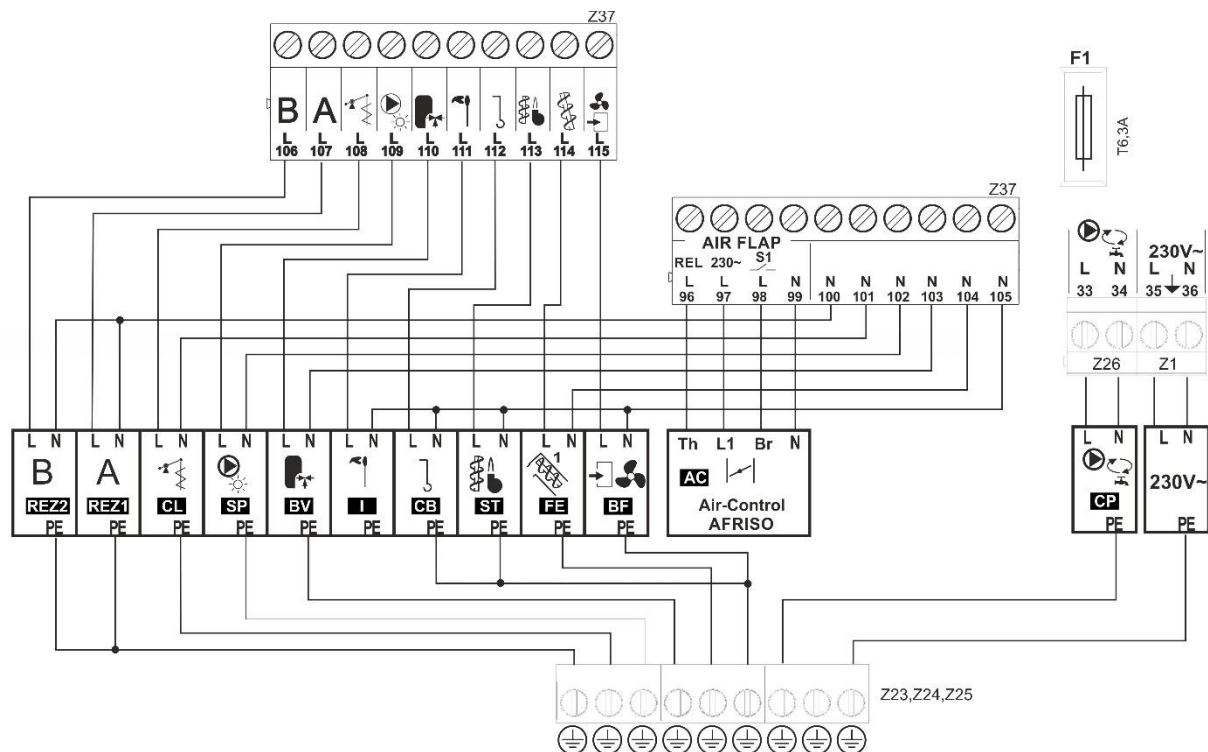 Z37
B A
L L L L L L L L L L
106 107 108 109 110 111 112 113 114 115
F1
T6,3A
Z37
AIR FLAP
REL 230~ S1
L L L N N N N N N N
96 97 98 99 100 101 102 103 104 105
230V~
L N L N
33 34 35 36
Z26 Z1
L N L N L N L N L N L N L N L N L N L N
B A 1
REZ2 REZ1 CL SP BV I CB ST FE BF
PE PE PE PE PE PE PE PE PE PE
Th L1 Br N
AC
Air-Control
AFRISO
L N L N
CP
230V~
PE PE
Z23,Z24,Z25